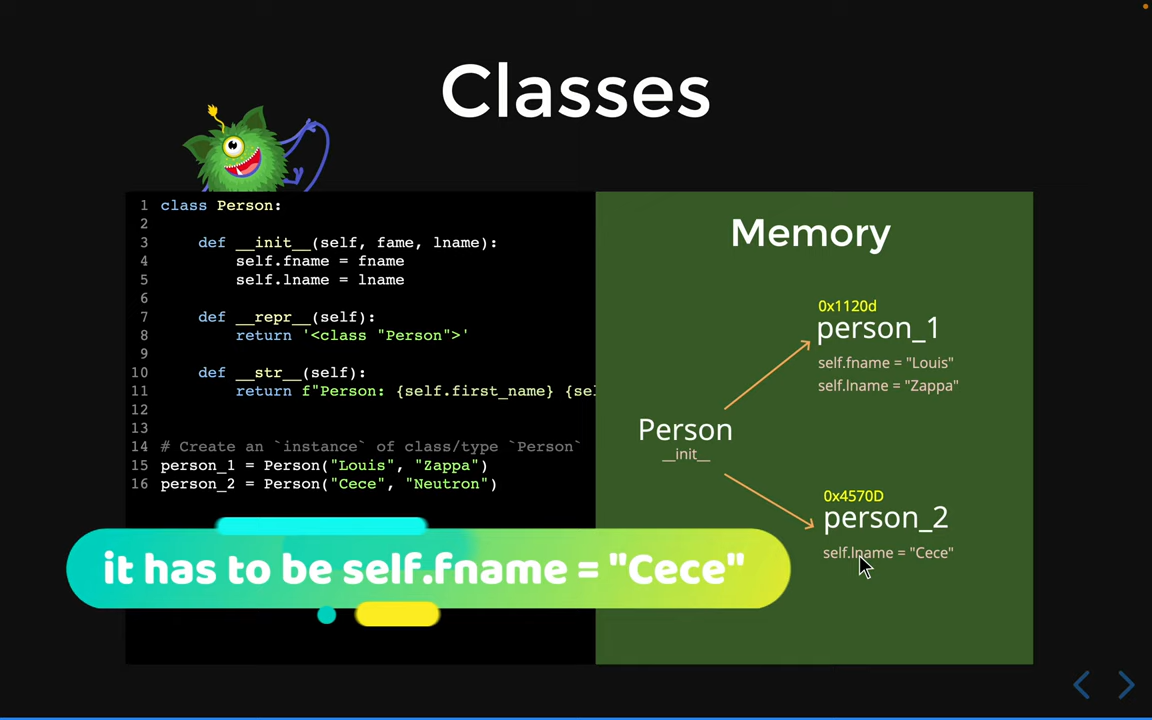 Classes
1 class Person:
2
3 def __init__(self, fame, lname):
4 self.fname = fname
5 self.lname = lname
6
7 def __repr__(self):
8 return '<class "Person">'
9
10 def __str__(self):
11 return f"Person: {self.first_name} {se
12
13
14 # Create an `instance` of class/type `Person`
15 person_1 = Person("Louis", "Zappa")
16 person_2 = Person("Cece", "Neutron")
Memory
0x1120d
person_1
self.fname = "Louis"
self.lname = "Zappa"
Person
__init__
0x4570D
person_2
self.lname = "Cece"
it has to be self.fname = "Cece"